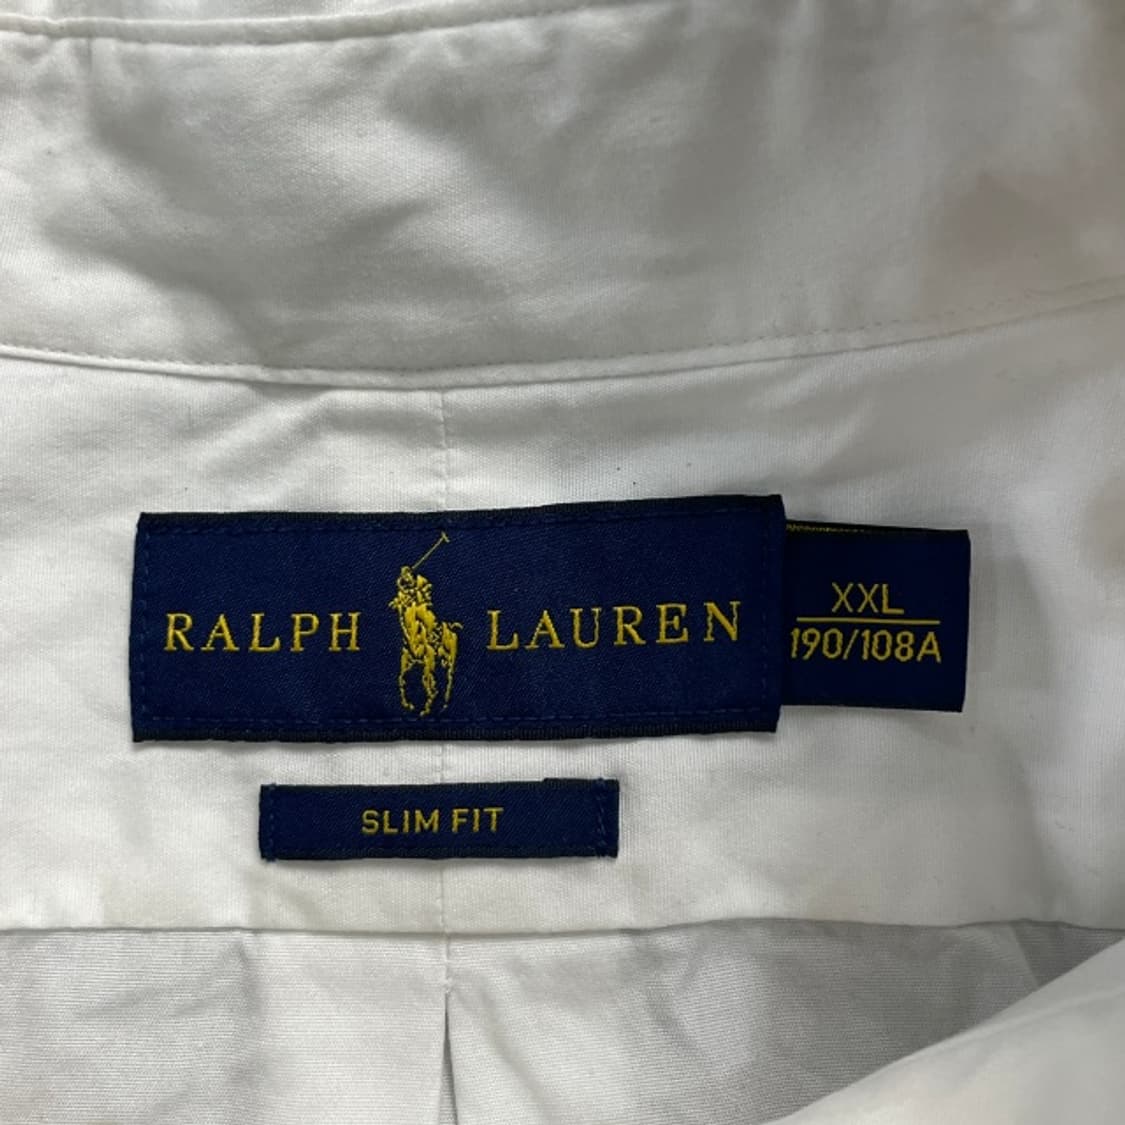 RALPH LAUREN
XXL
190/108A
SLIM FIT